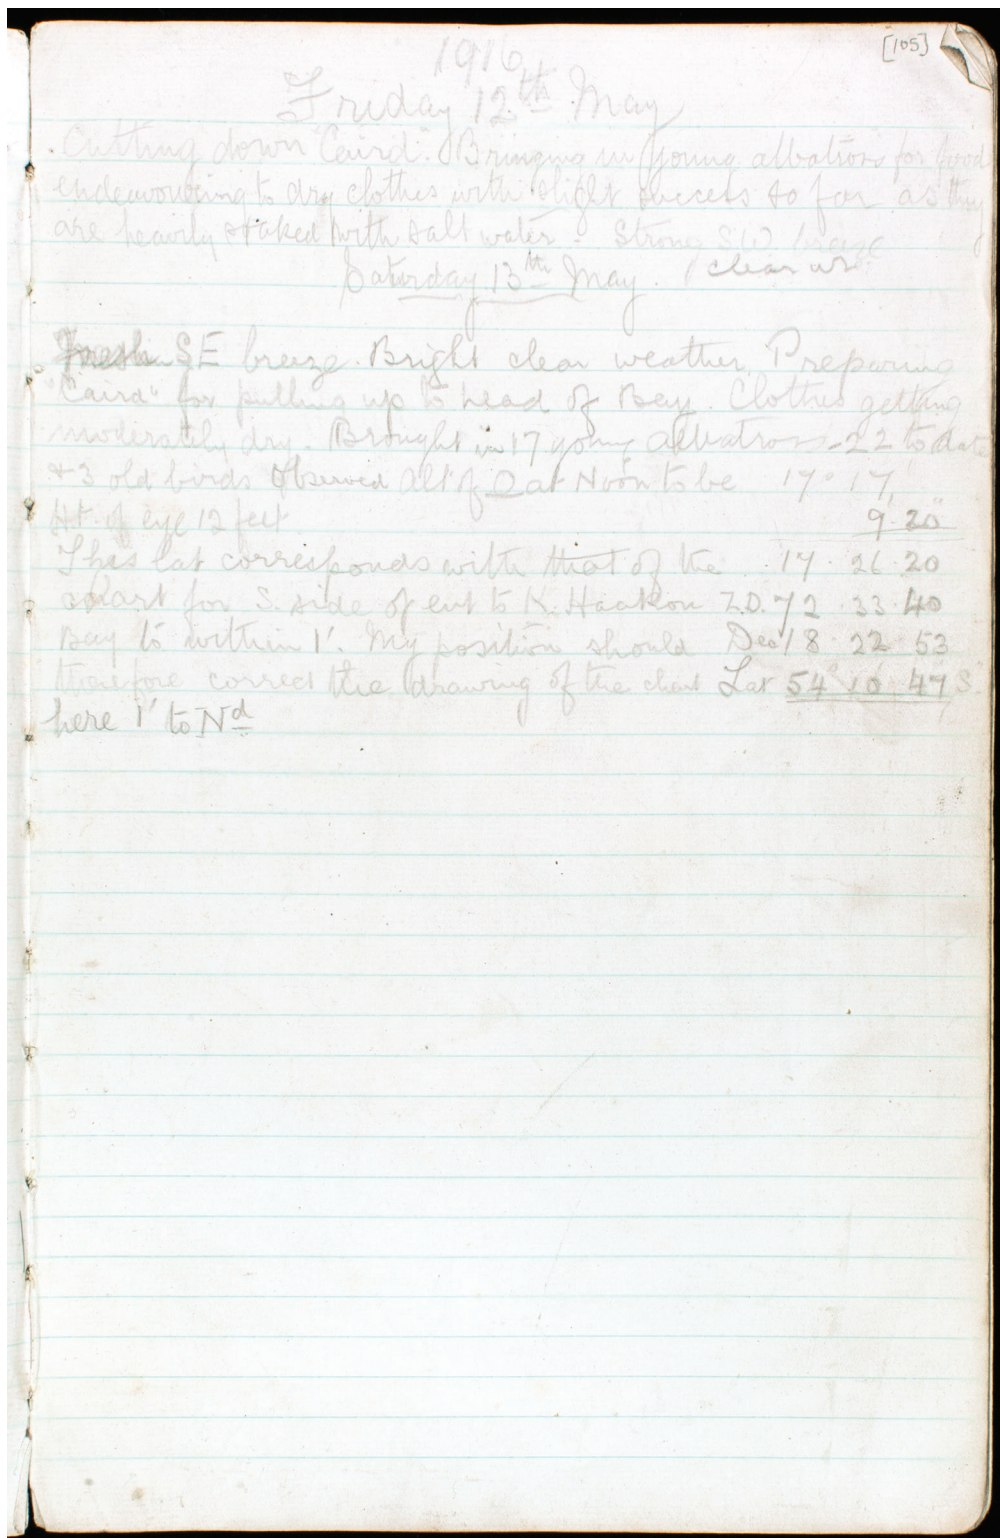 [105]
1916
Friday 12th May
Cutting down "Caird". Bringing in young albatross for food
endeavouring to dry clothes with slight success so far as they
are heavily soaked with salt water - Strong SW breeze
clear wr.
Saturday 13th May.
Fresh SE breeze. Bright clear weather. Preparing
"Caird" for pulling up to head of Bay. Clothes getting
moderately dry. Brought in 17 young albatross - 22 to date
& 3 old birds Observed Alt of at Noon to be 17° 17'
Ht. of eye 12 feet 9 20"
This lat corresponds with that of the 17. 26. 20
chart for S. side of ent to K. Haakon Z.D. 72. 33. 40
Bay to within 1'. My position should Dec 18 22 53
therefore correct the drawing of the chart Lat 54 10 47 S.
here 1' to Nd